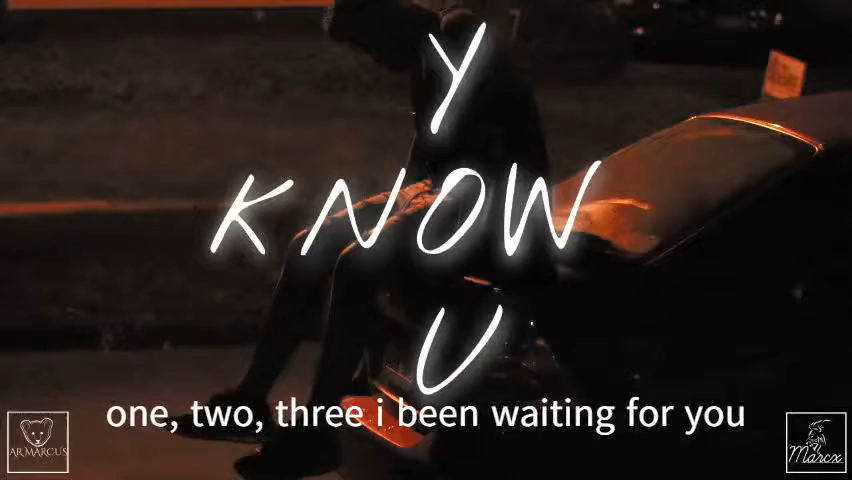 Y
KNOW
U
one, two, three i been waiting for you
AR MARCUS
Marcx